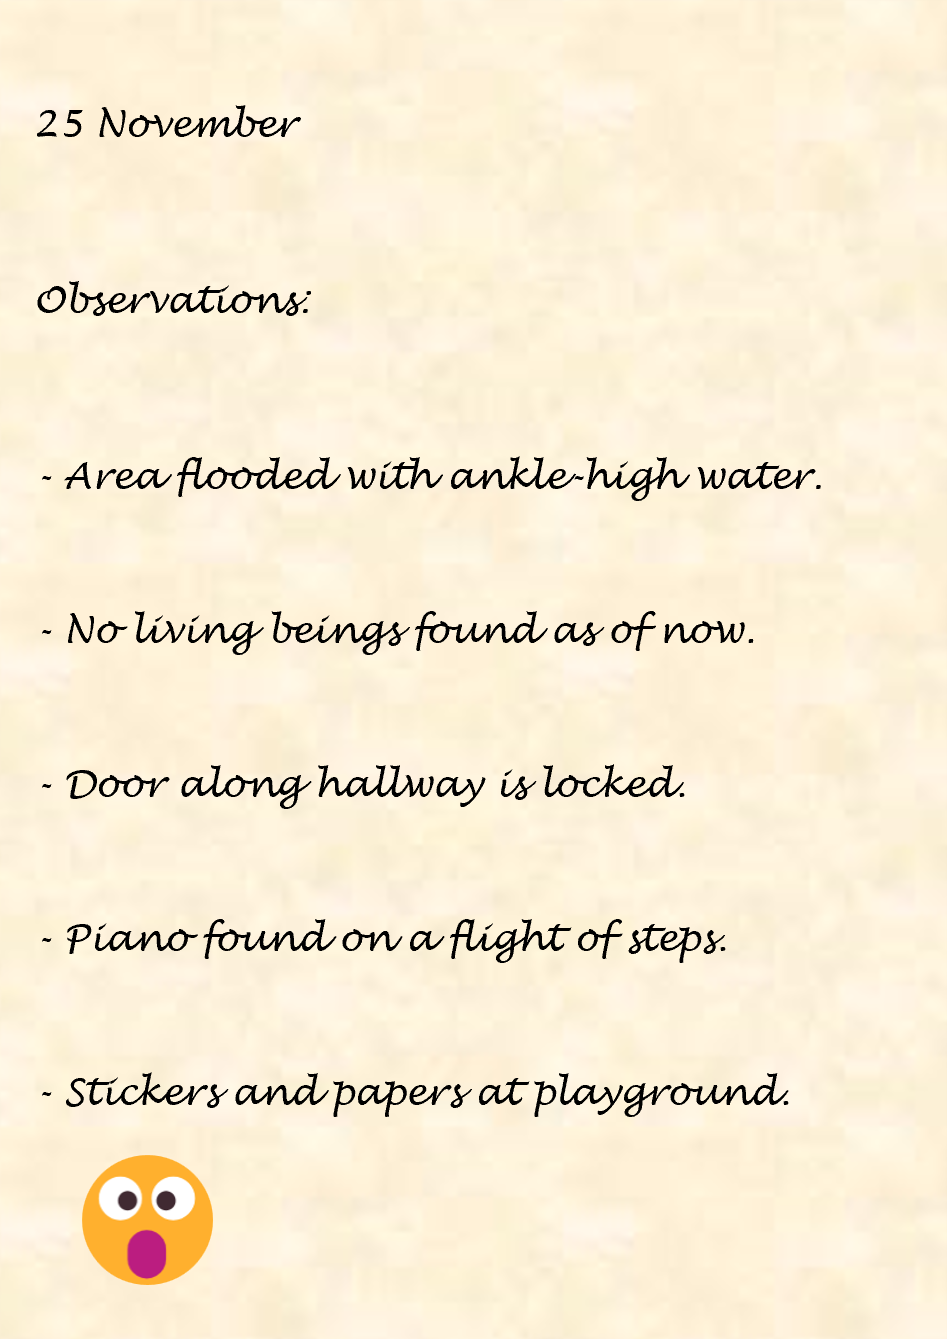 25 November
Observations:
- Area flooded with ankle-high water.
- No living beings found as of now.
- Door along hallway is locked.
- Piano found on a flight of steps.
- Stickers and papers at playground.